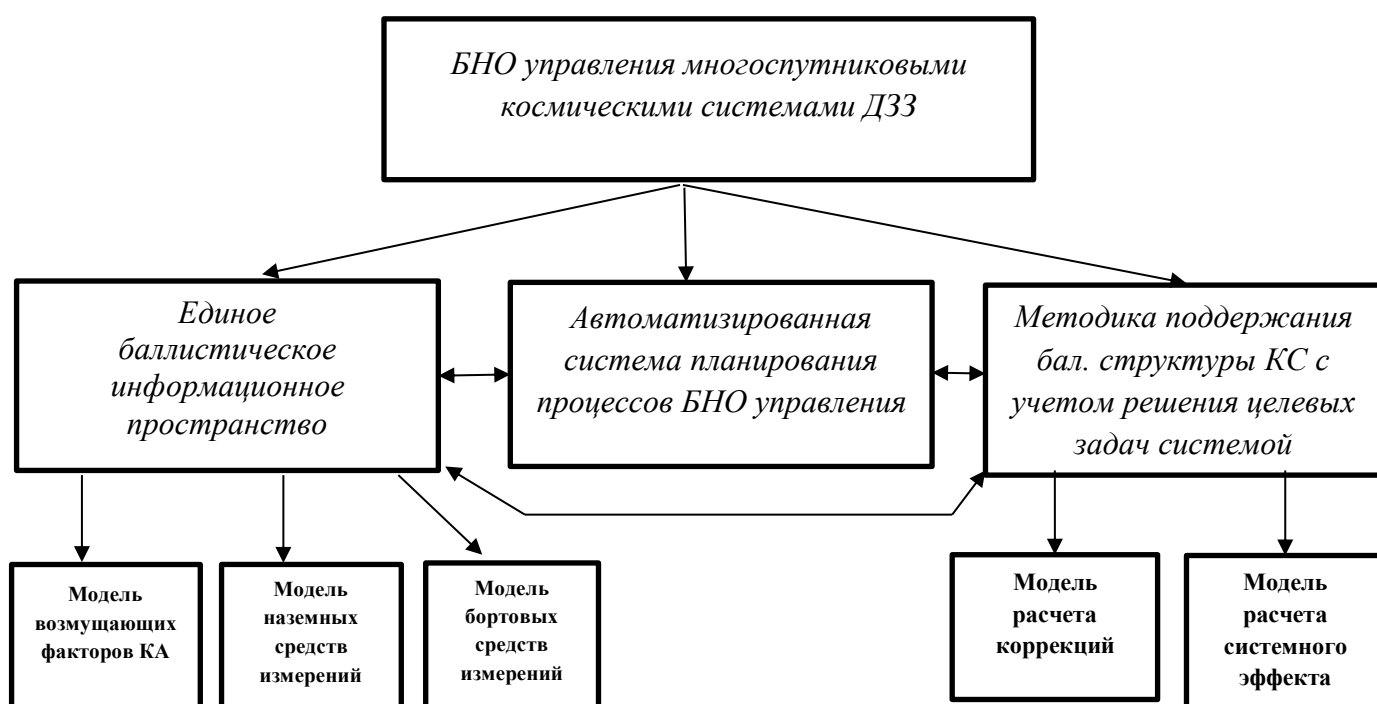 БНО управления многоспутниковыми
космическими системами ДЗЗ
Единое
баллистическое
информационное
пространство
Автоматизированная
система планирования
процессов БНО управления
Методика поддержания
бал. структуры КС с
учетом решения целевых
задач системой
Модель
возмущающих
факторов КА
Модель
наземных
средств
измерений
Модель
бортовых
средств
измерений
Модель
расчета
коррекций
Модель
расчета
системного
эффекта